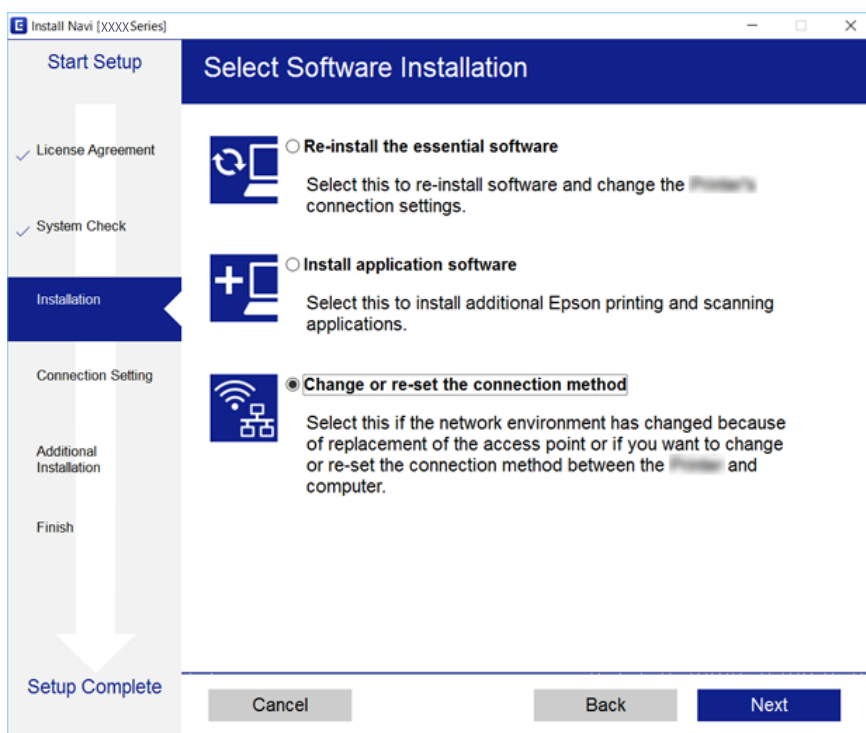 Install Navi [XXXX Series]
Start Setup
License Agreement
System Check
Installation
Connection Setting
Additional
Installation
Finish
Setup Complete
Select Software Installation
Re-install the essential software
Select this to re-install software and change the
connection settings.
Install application software
Select this to install additional Epson printing and scanning
applications.
Change or re-set the connection method
Select this if the network environment has changed because
of replacement of the access point or if you want to change
or re-set the connection method between the and
computer.
Cancel
Back
Next